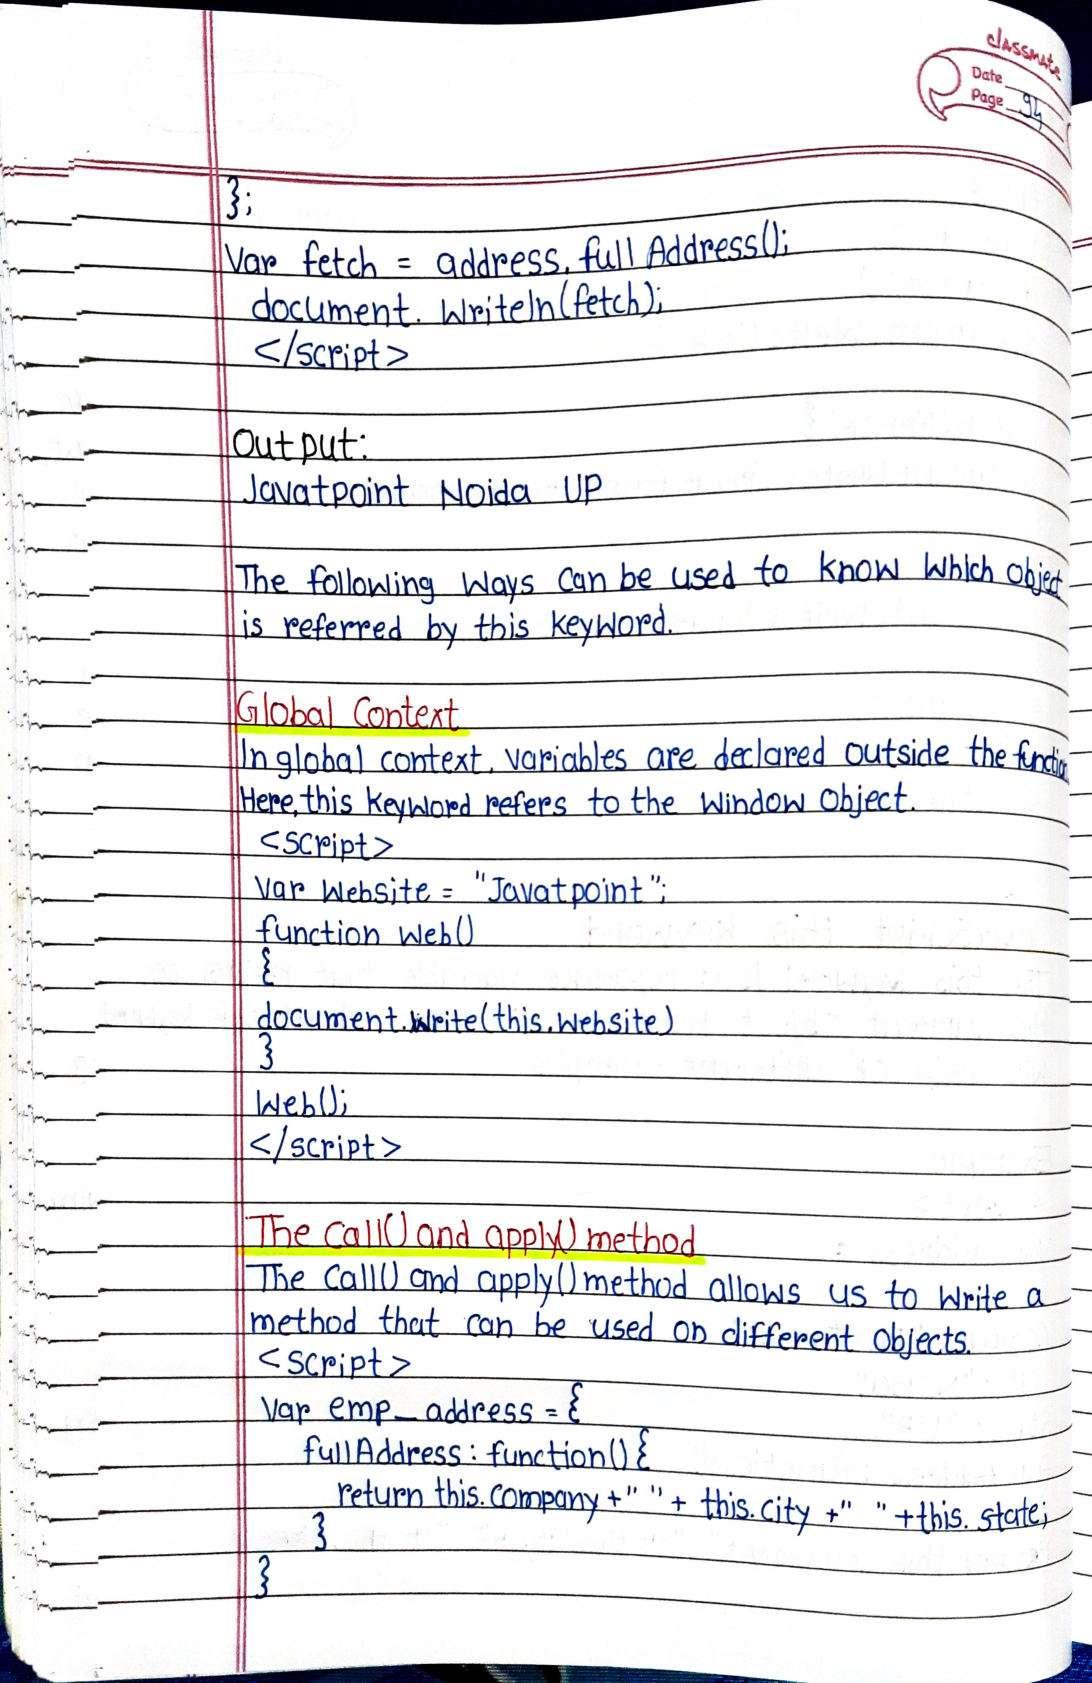 classmate
Date
Page 94
};
Var fetch = address.fullAddress();
document.Writeln(fetch);
</script>
Output:
Javatpoint Noida UP
The following Ways can be used to know Which object
is referred by this keyword.
Global Context
In global context, variables are declared outside the function
Here, this keyword refers to the Window Object.
<script>
Var Website = "Javatpoint";
function Web()
{
document.write(this.Website)
}
Web();
</script>
The Call() and apply() method
The Call() and apply() method allows us to Write a
method that can be used on different Objects.
<script>
Var emp_address = {
fullAddress : function() {
return this.company +" " + this.city +" " +this.state;
}
}